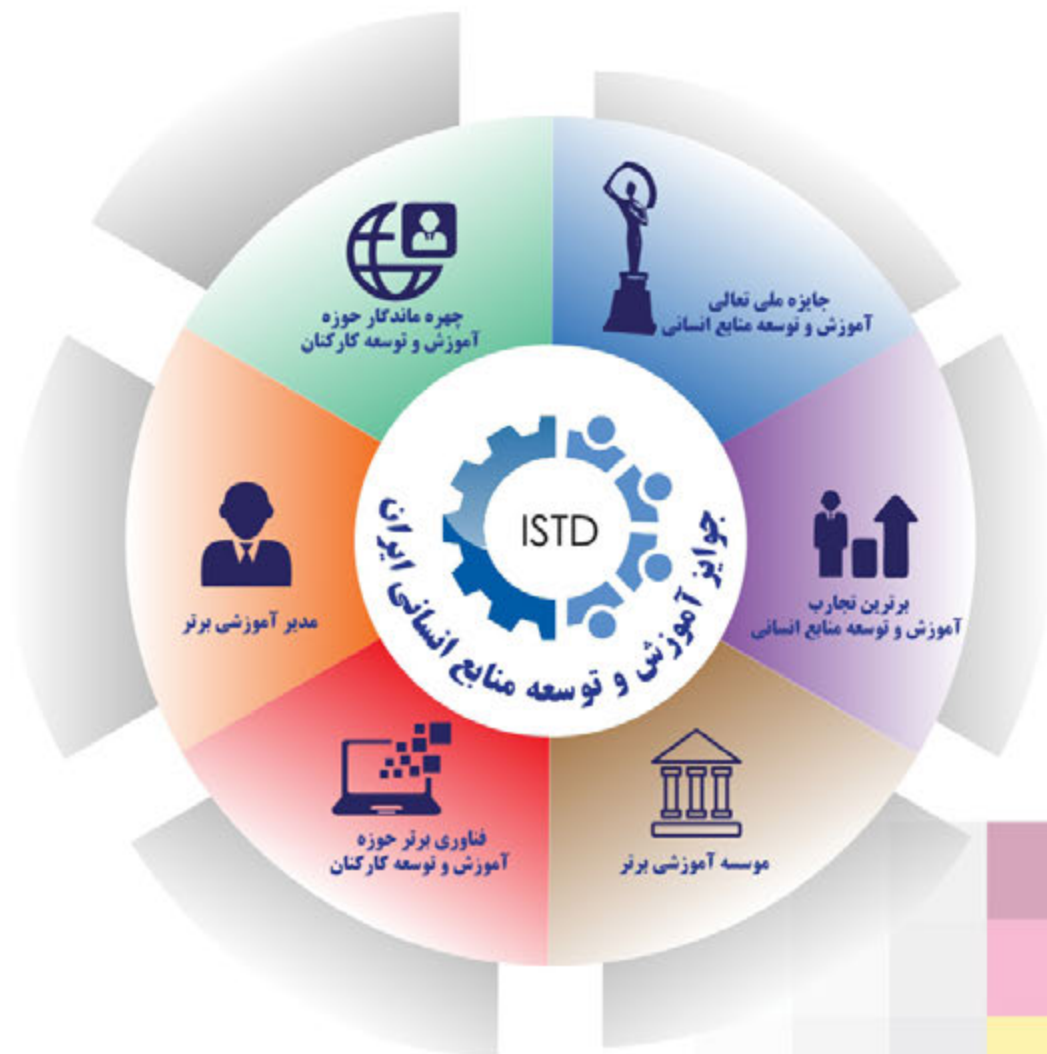 جایزه ملی تعالی
آموزش و توسعه منابع انسانی
برترین تجارب
آموزش و توسعه منابع انسانی
موسسه آموزشی برتر
فناوری برتر حوزه
آموزش و توسعه کارکنان
مدیر آموزشی برتر
چهره ماندگار حوزه
آموزش و توسعه کارکنان
ISTD
جوایز آموزش و توسعه منابع انسانی ایران